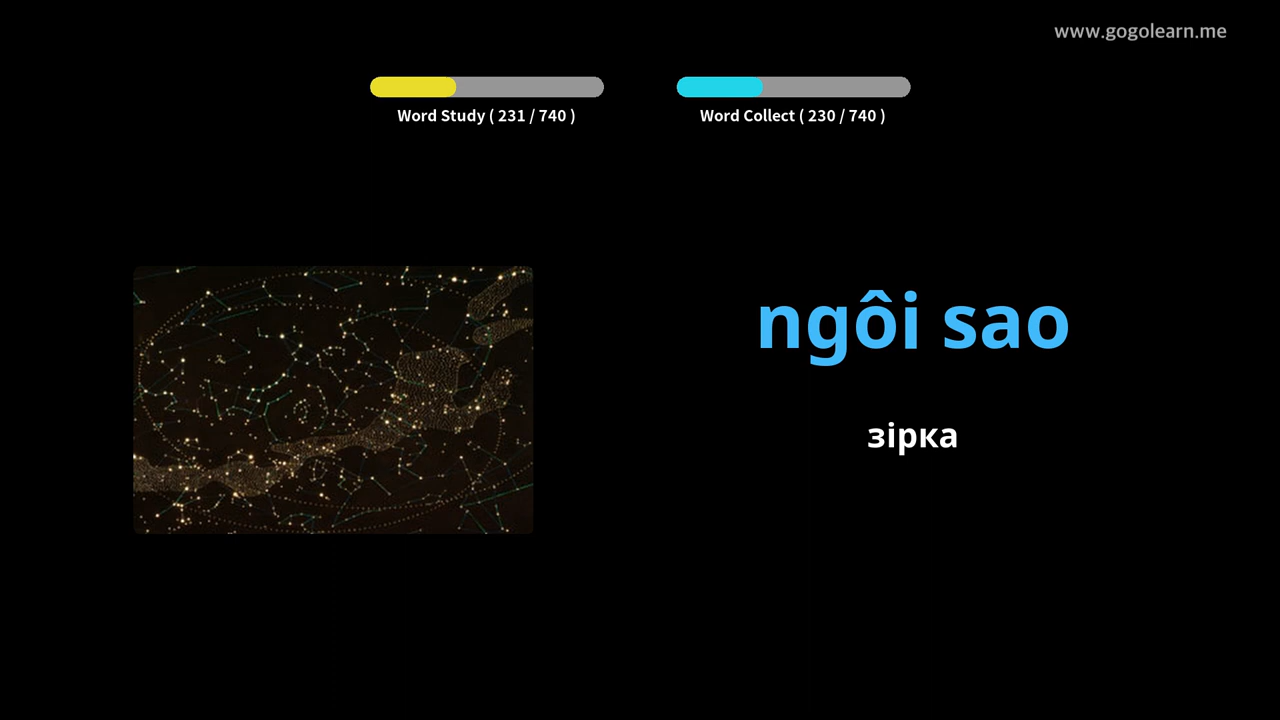 www.gogolearn.me
Word Study ( 231 / 740 )
Word Collect ( 230 / 740 )
ngôi sao
зірка